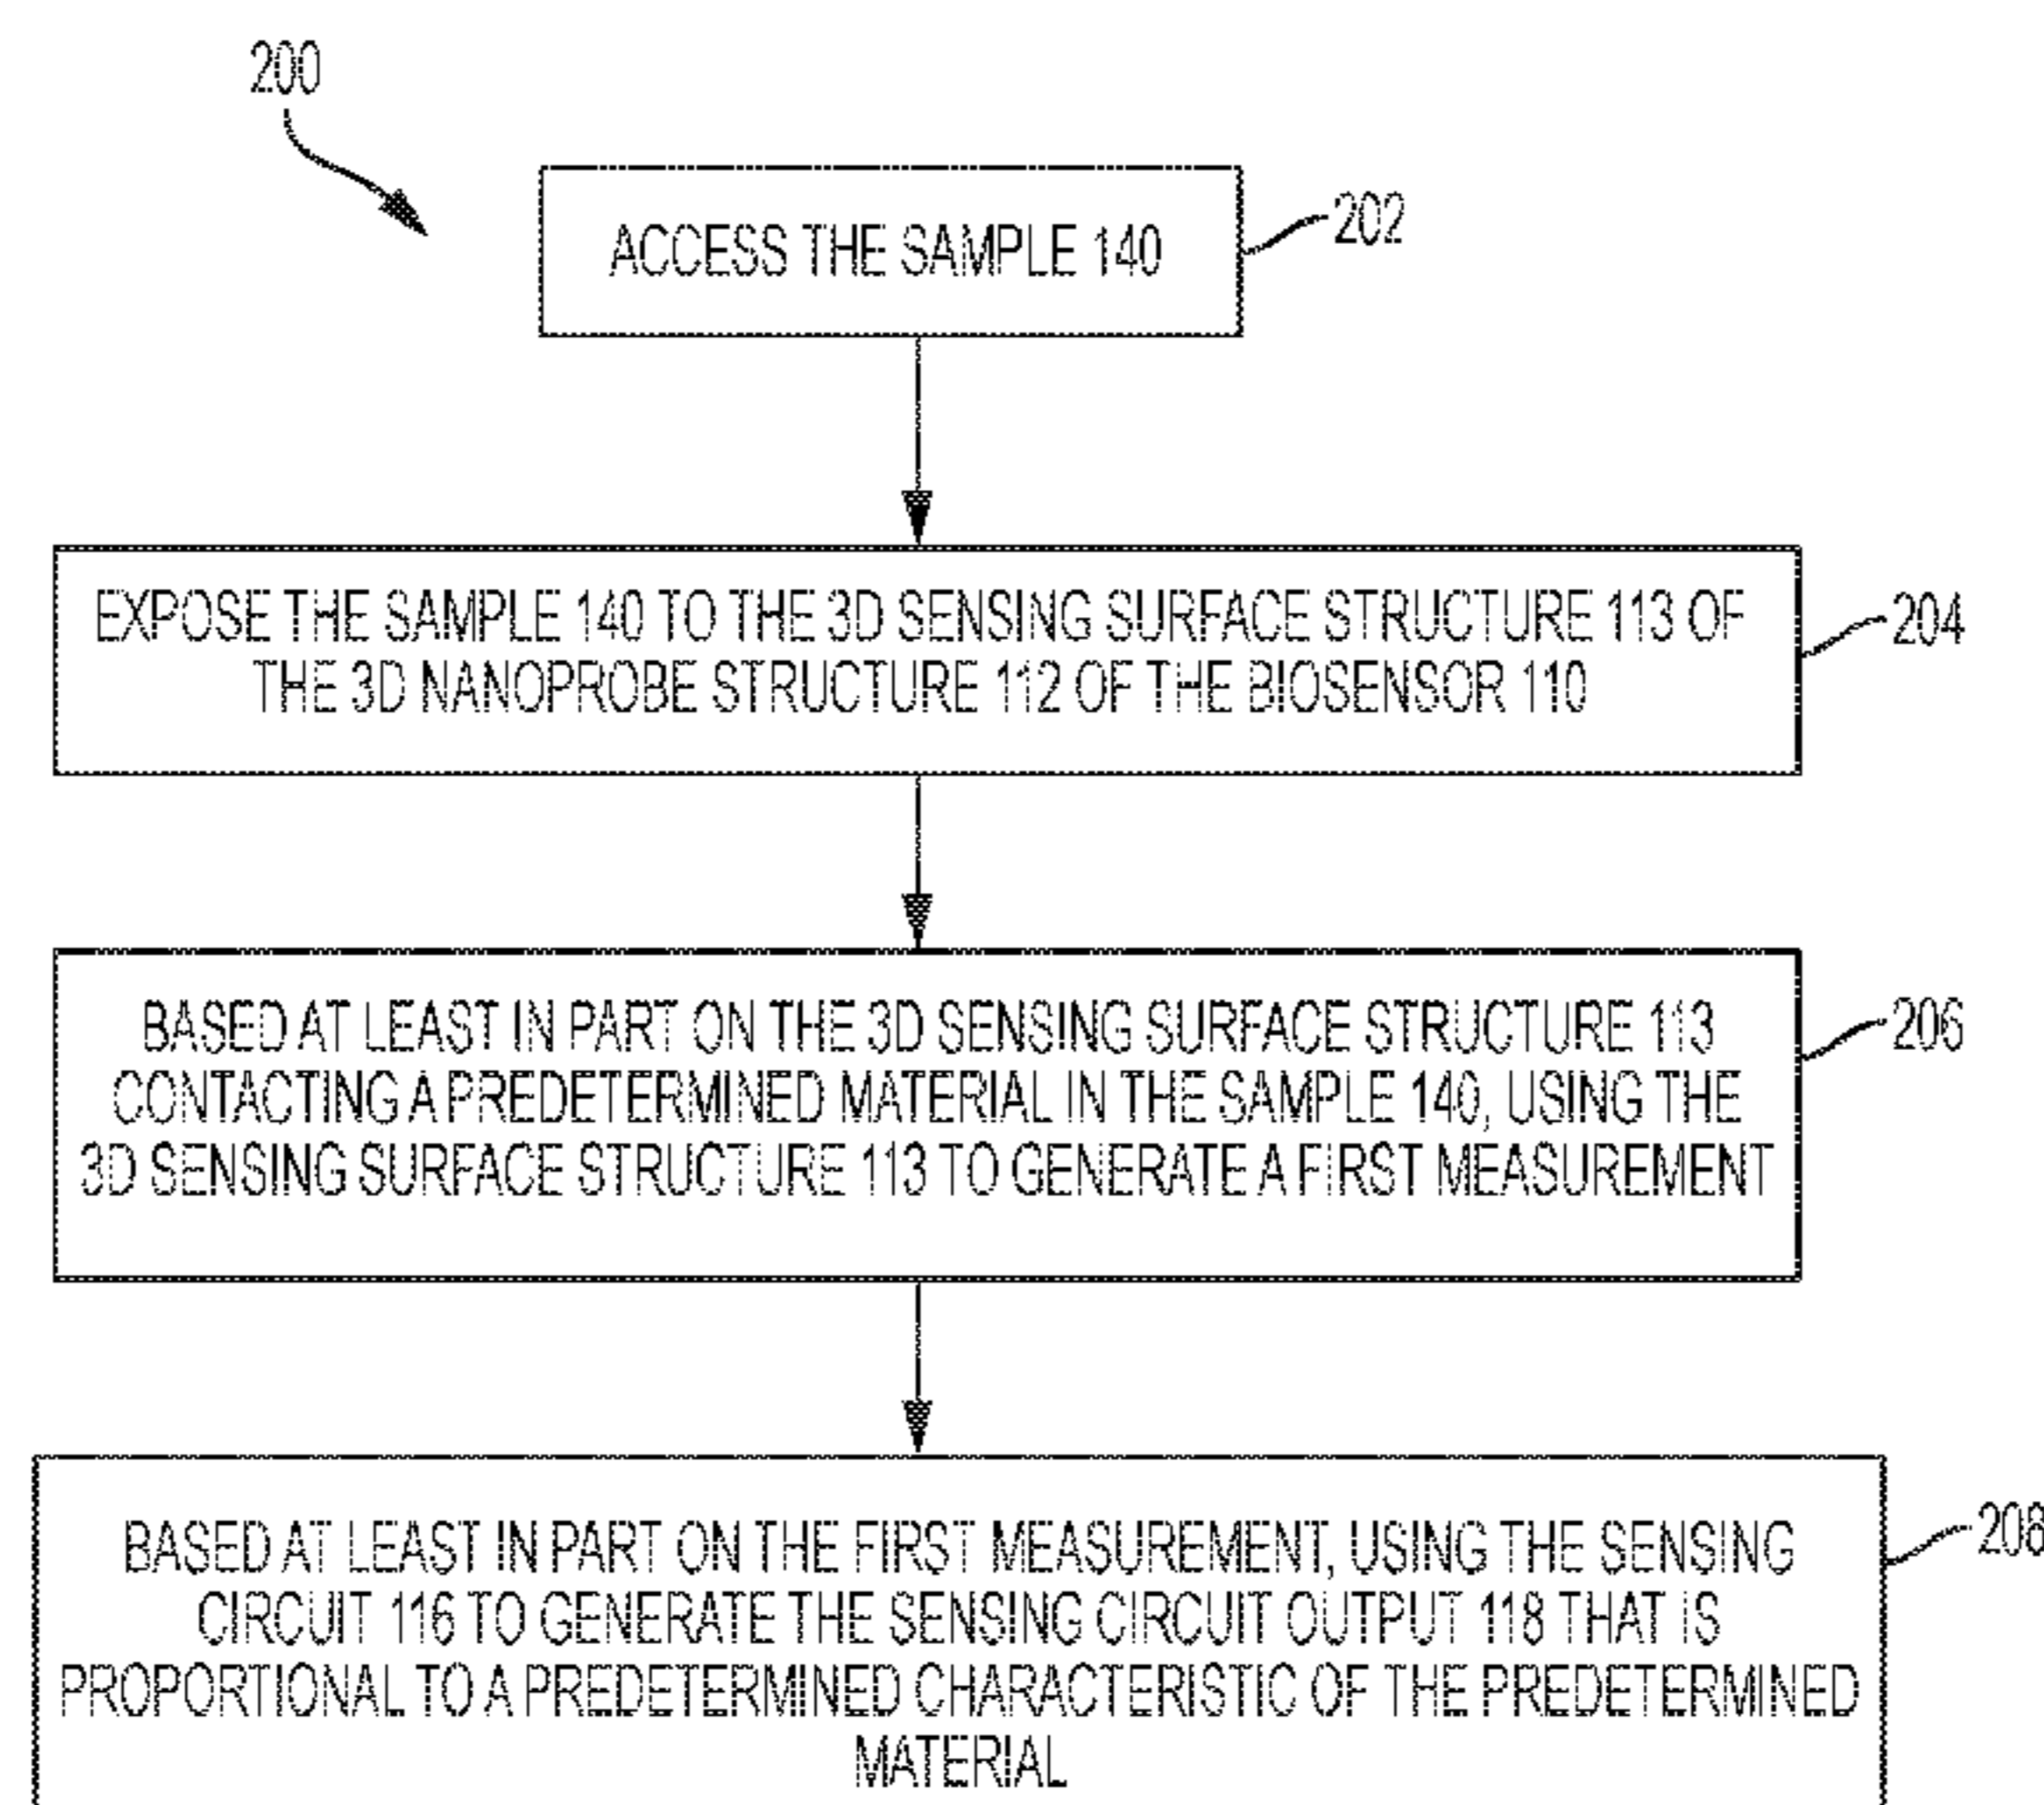 200
ACCESS THE SAMPLE 140
202
EXPOSE THE SAMPLE 140 TO THE 3D SENSING SURFACE STRUCTURE 113 OF
THE 3D NANOPROBE STRUCTURE 112 OF THE BIOSENSOR 110
204
BASED AT LEAST IN PART ON THE 3D SENSING SURFACE STRUCTURE 113
CONTACTING A PREDETERMINED MATERIAL IN THE SAMPLE 140, USING THE
3D SENSING SURFACE STRUCTURE 113 TO GENERATE A FIRST MEASUREMENT
206
BASED AT LEAST IN PART ON THE FIRST MEASUREMENT, USING THE SENSING
CIRCUIT 116 TO GENERATE THE SENSING CIRCUIT OUTPUT 118 THAT IS
PROPORTIONAL TO A PREDETERMINED CHARACTERISTIC OF THE PREDETERMINED
MATERIAL
208